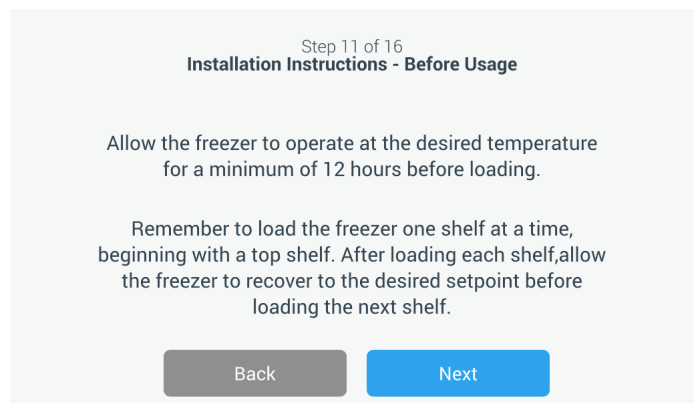 Step 11 of 16
Installation Instructions - Before Usage
Allow the freezer to operate at the desired temperature
for a minimum of 12 hours before loading.
Remember to load the freezer one shelf at a time,
beginning with a top shelf. After loading each shelf,allow
the freezer to recover to the desired setpoint before
loading the next shelf.
Back
Next